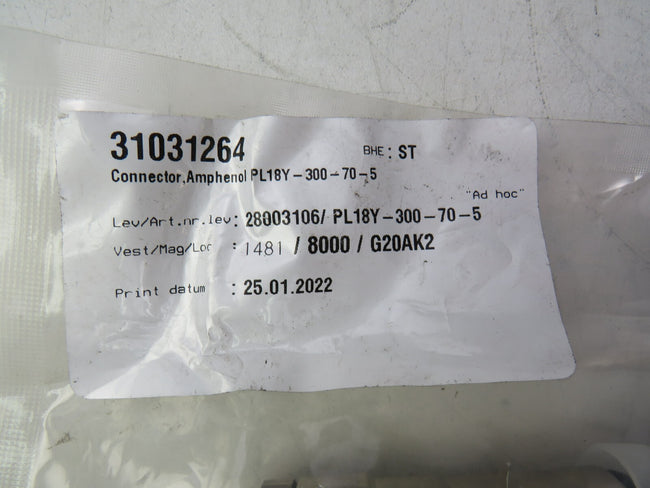 31031264 BHE: ST
Connector,Amphenol PL18Y-300-70-5
"Ad hoc"
Lev/Art.nr.lev: 28003106/ PL18Y-300-70-5
Vest/Mag/Loc : 1481 / 8000 / G20AK2
Print datum : 25.01.2022